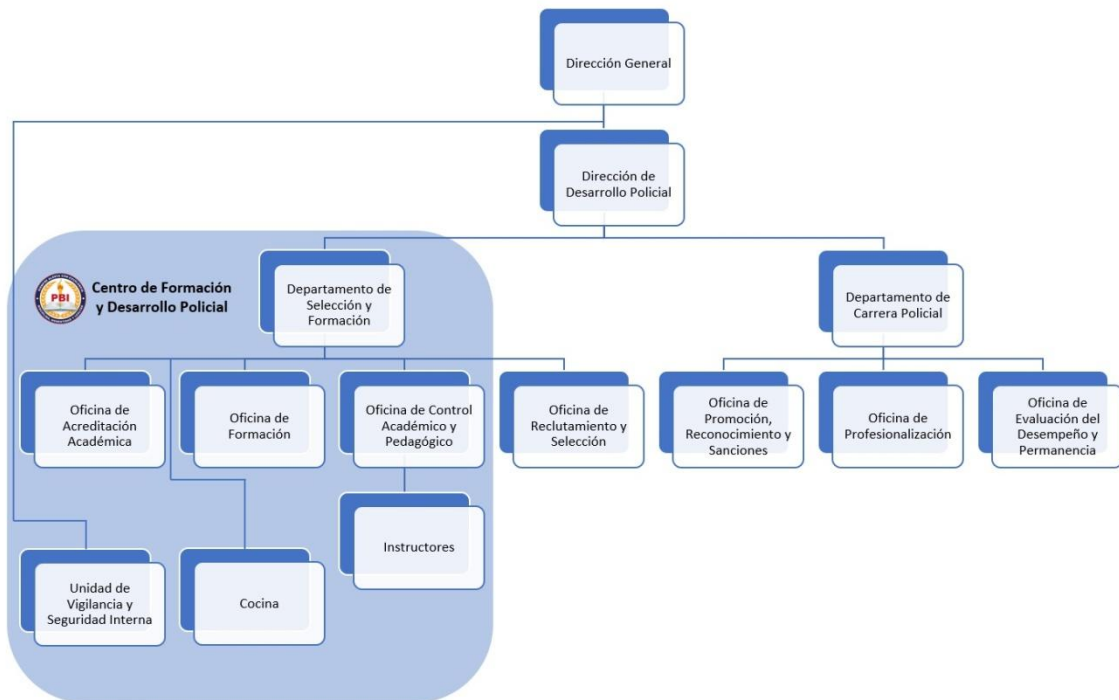 Dirección General
Dirección de
Desarrollo Policial
PBI
Centro de Formación
y Desarrollo Policial
Departamento de
Selección y
Formación
Departamento de
Carrera Policial
Oficina de
Acreditación
Académica
Oficina de
Formación
Oficina de Control
Académico y
Pedagógico
Oficina de
Reclutamiento y
Selección
Oficina de
Promoción,
Reconocimiento y
Sanciones
Oficina de
Profesionalización
Oficina de
Evaluación del
Desempeño y
Permanencia
Instructores
Unidad de
Vigilancia y
Seguridad Interna
Cocina